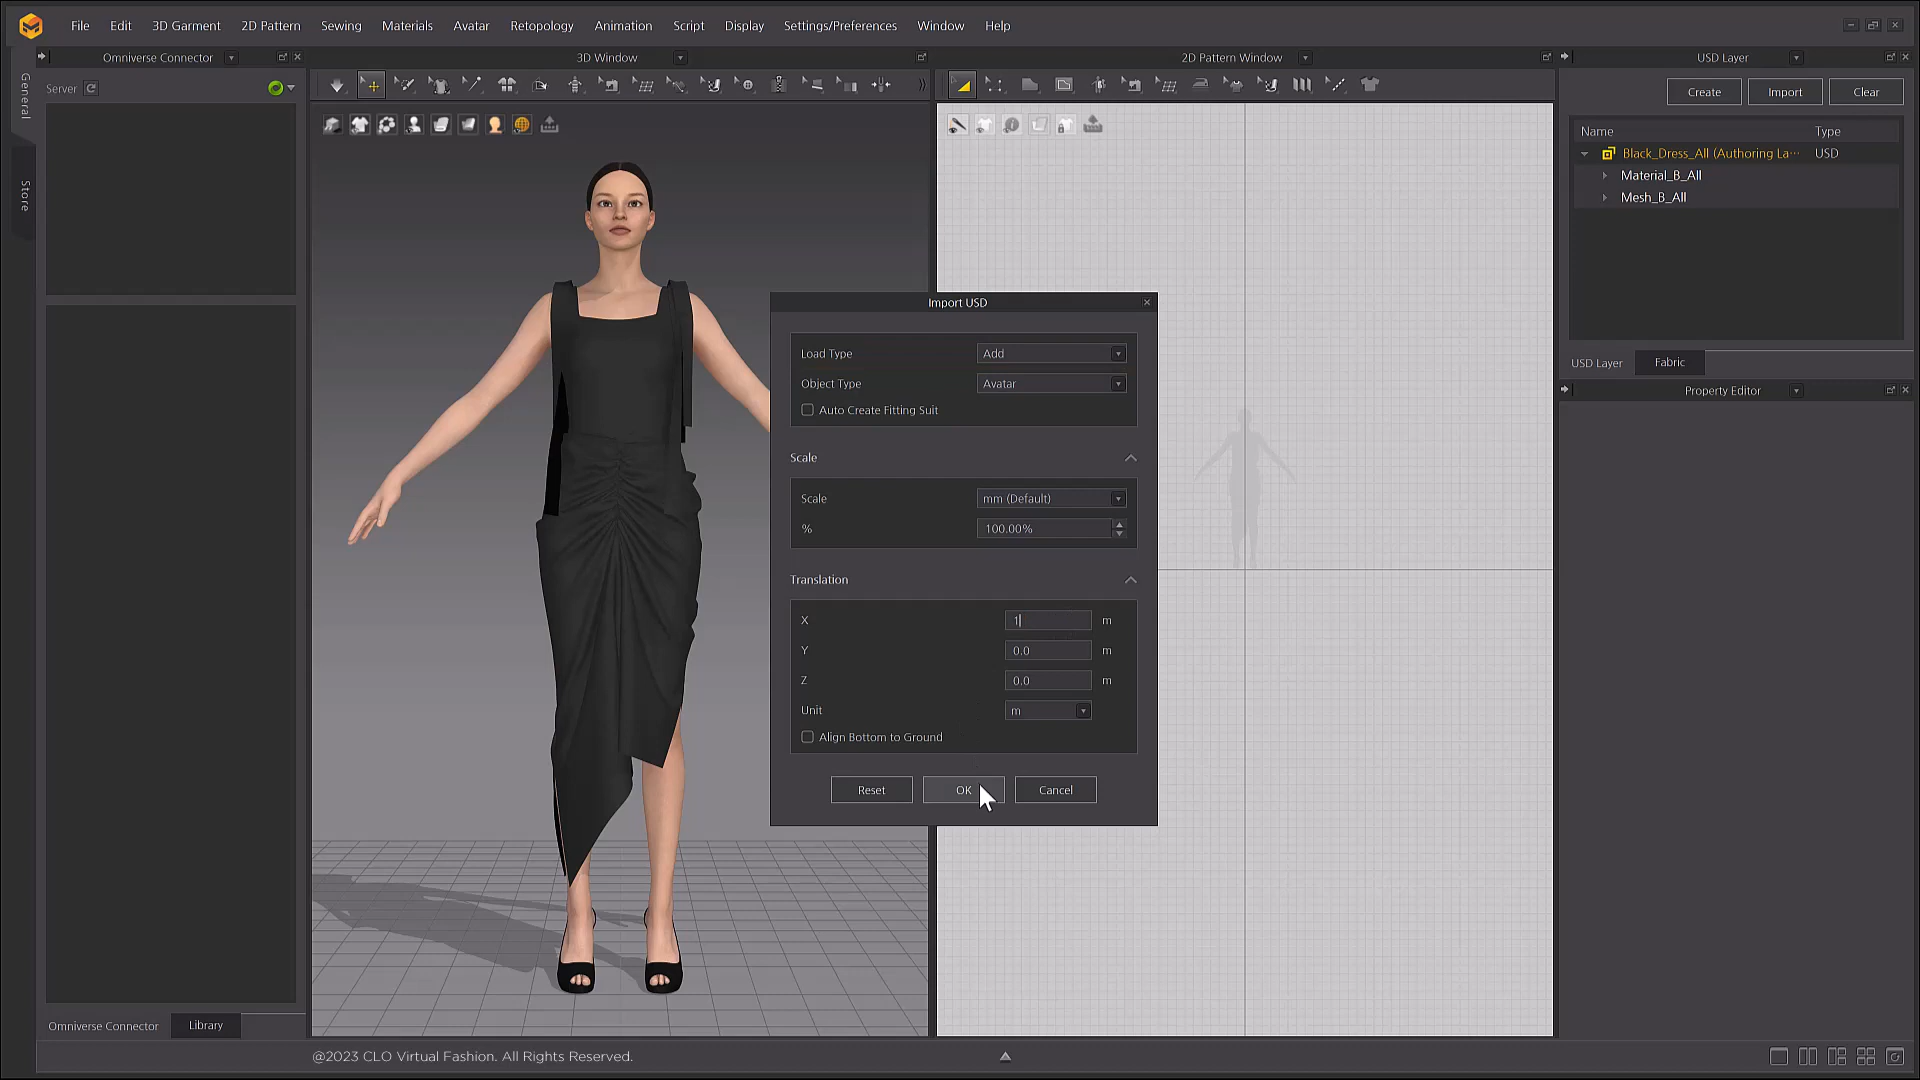 File Edit 3D Garment 2D Pattern Sewing Materials Avatar Retopology Animation Script Display Settings/Preferences Window Help
Omniverse Connector
3D Window
2D Pattern Window
USD Layer
General
Store
Server
Create Import Clear
Name Type
Black_Dress_All (Authoring La··· USD
Material_B_All
Mesh_B_All
USD Layer Fabric
Property Editor
Import USD
Load Type Add
Object Type Avatar
Auto Create Fitting Suit
Scale
Scale mm (Default)
% 100.00%
Translation
X 1 m
Y 0.0 m
Z 0.0 m
Unit m
Align Bottom to Ground
Reset OK Cancel
Omniverse Connector Library
@2023 CLO Virtual Fashion. All Rights Reserved.